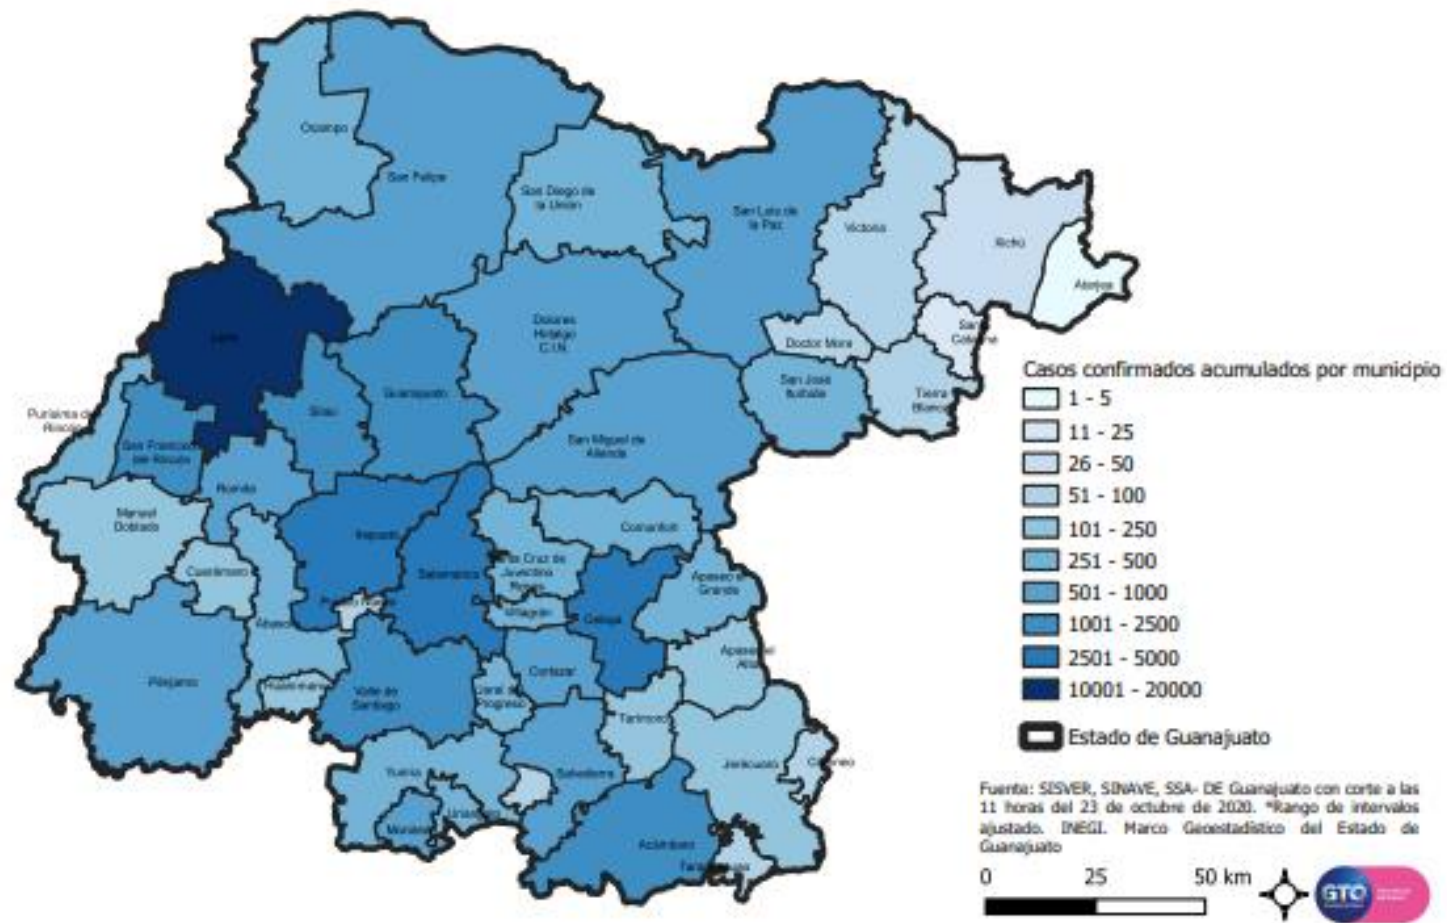 Ocampo
San Felipe
San Diego de
la Unión
San Luis de
la Paz
Victoria
Xichú
Atarjea
Dolores
Hidalgo
C.I.N.
Doctor Mora
San José
Iturbide
Tierra
Blanca
Guanajuato
Silao
San Miguel de
Allende
Purísima del
Rincón
San Francisco
del Rincón
Romita
Manuel
Doblado
Irapuato
Comonfort
Salamanca
Cuerámaro
Apaseo el
Grande
Villagrán
Celaya
Abasolo
Apaseo el
Alto
Pénjamo
Cortazar
Valle de
Santiago
Tarimoro
Jerécuaro
Yuriria
Salvatierra
Acámbaro
Casos confirmados acumulados por municipio
1 - 5
11 - 25
26 - 50
51 - 100
101 - 250
251 - 500
501 - 1000
1001 - 2500
2501 - 5000
10001 - 20000
Estado de Guanajuato
Fuente: SISVER, SINAVE, SSA- DE Guanajuato con corte a las
11 horas del 23 de octubre de 2020. *Rango de intervalos
ajustado. INEGI. Marco Geoestadístico del Estado de
Guanajuato
0 25 50 km
GTO